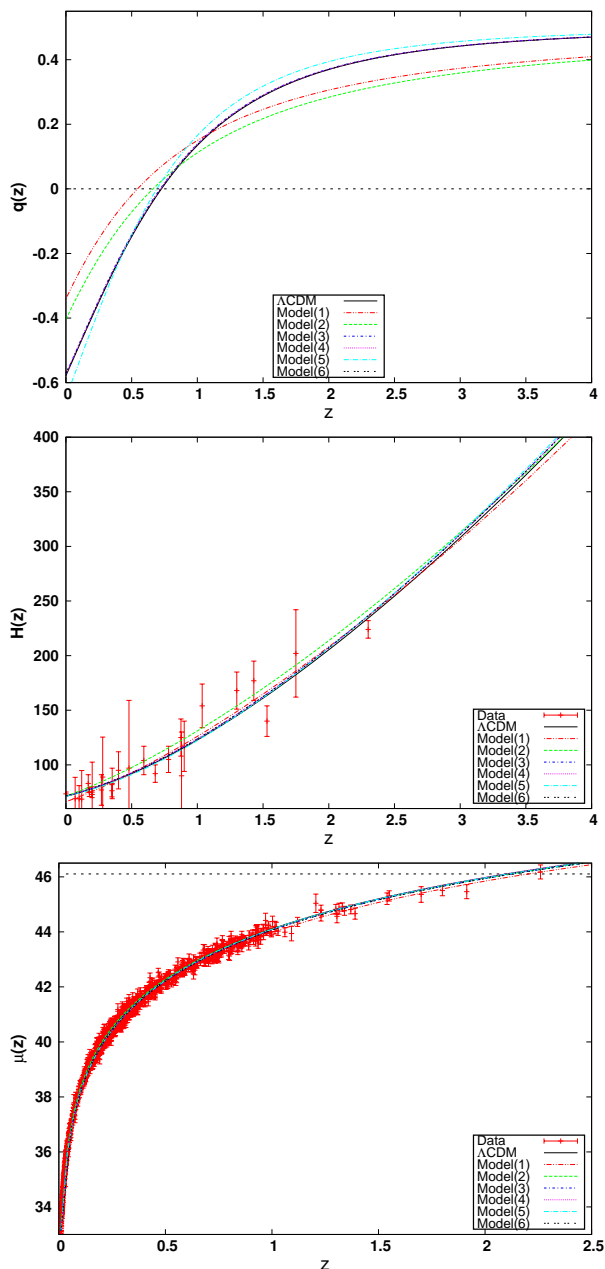 0.4
0.2
0
-0.2
-0.4
-0.6
q(z)
ΛCDM
Model(1)
Model(2)
Model(3)
Model(4)
Model(5)
Model(6)
0 0.5 1 1.5 2 2.5 3 3.5 4
z
400
350
300
250
200
150
100
H(z)
Data
ΛCDM
Model(1)
Model(2)
Model(3)
Model(4)
Model(5)
Model(6)
0 0.5 1 1.5 2 2.5 3 3.5 4
z
46
44
42
40
38
36
34
μ(z)
Data
ΛCDM
Model(1)
Model(2)
Model(3)
Model(4)
Model(5)
Model(6)
0 0.5 1 1.5 2 2.5
z